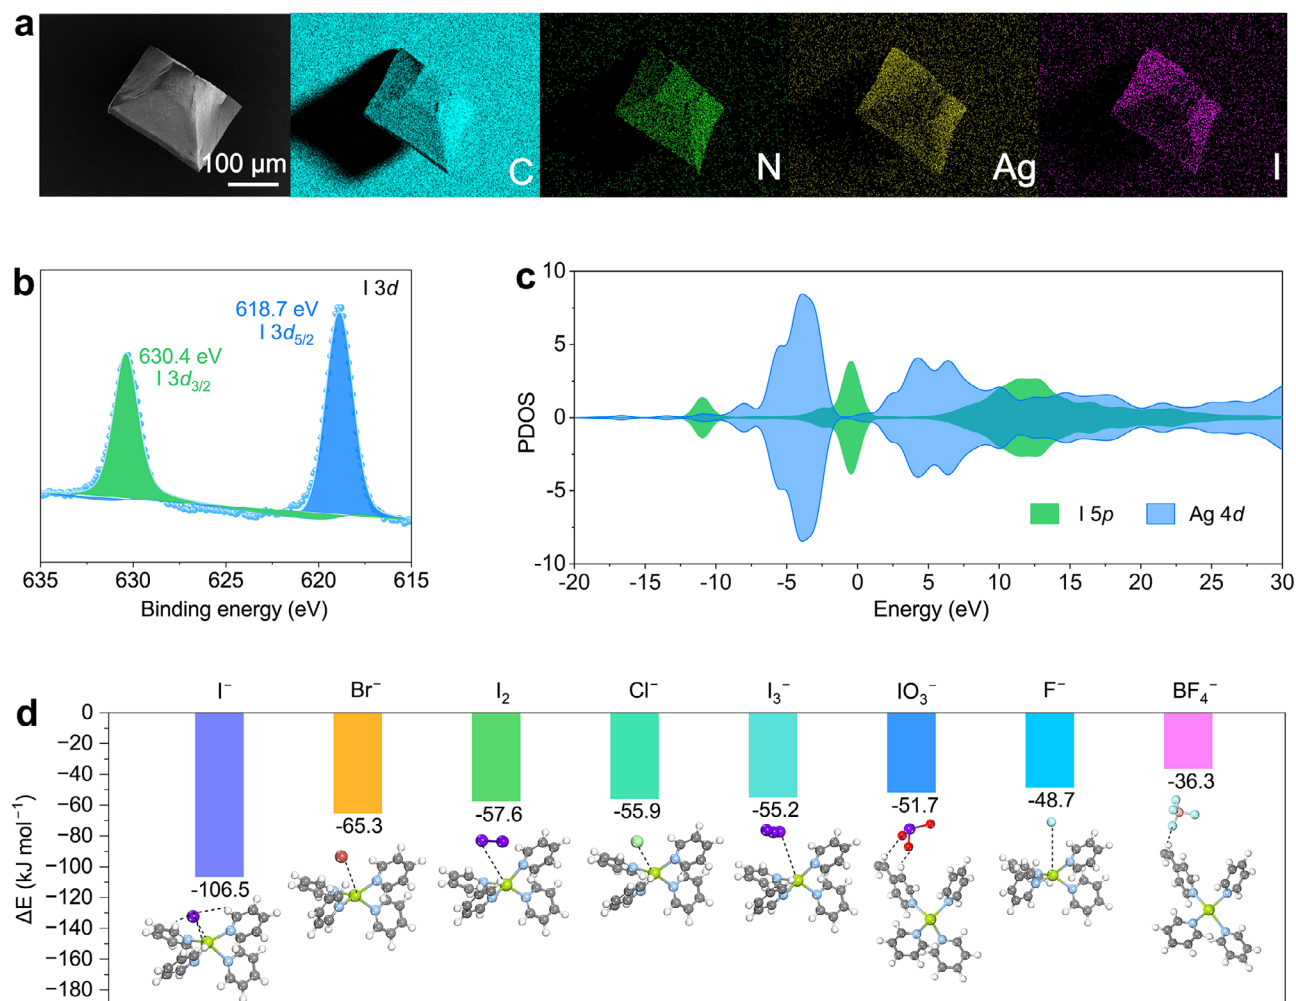 a
100 μm
C
N
Ag
I
b
I 3d
618.7 eV
I 3d5/2
630.4 eV
I 3d3/2
635
630
625
620
615
Binding energy (eV)
c
10
5
0
-5
-10
PDOS
I 5p
Ag 4d
-20
-15
-10
-5
0
5
10
15
20
25
30
Energy (eV)
d
I−
Br−
I2
Cl−
I3−
IO3−
F−
BF4−
0
−20
−40
−60
−80
−100
−120
−140
−160
−180
ΔE (kJ mol−1)
-106.5
-65.3
-57.6
-55.9
-55.2
-51.7
-48.7
-36.3